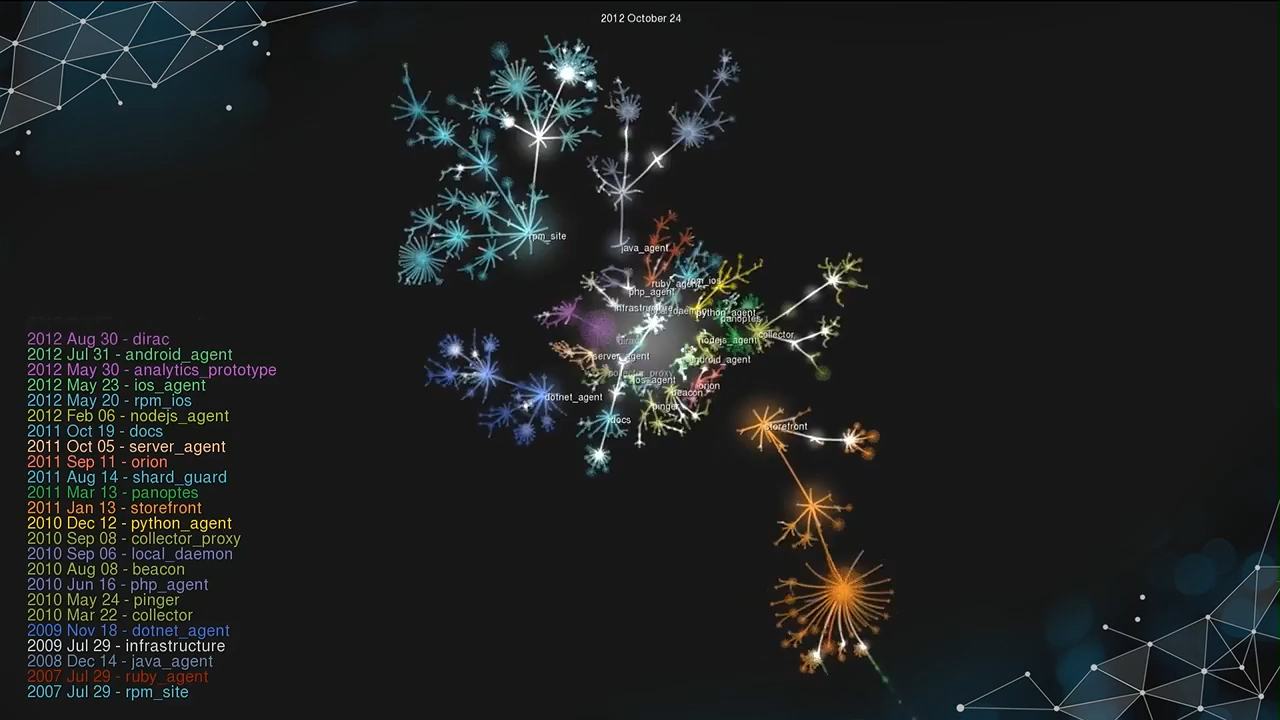 2012 October 24
rpm_site
java_agent
ruby_agent
rpm_ios
php_agent
infrastructure
python_agent
panoptes
collector
nodejs_agent
dirac
server_agent
android_agent
collector_proxy
ios_agent
orion
beacon
dotnet_agent
pinger
docs
storefront
2012 Aug 30 - dirac
2012 Jul 31 - android_agent
2012 May 30 - analytics_prototype
2012 May 23 - ios_agent
2012 May 20 - rpm_ios
2012 Feb 06 - nodejs_agent
2011 Oct 19 - docs
2011 Oct 05 - server_agent
2011 Sep 11 - orion
2011 Aug 14 - shard_guard
2011 Mar 13 - panoptes
2011 Jan 13 - storefront
2010 Dec 12 - python_agent
2010 Sep 08 - collector_proxy
2010 Sep 06 - local_daemon
2010 Aug 08 - beacon
2010 Jun 16 - php_agent
2010 May 24 - pinger
2010 Mar 22 - collector
2009 Nov 18 - dotnet_agent
2009 Jul 29 - infrastructure
2008 Dec 14 - java_agent
2007 Jul 29 - ruby_agent
2007 Jul 29 - rpm_site